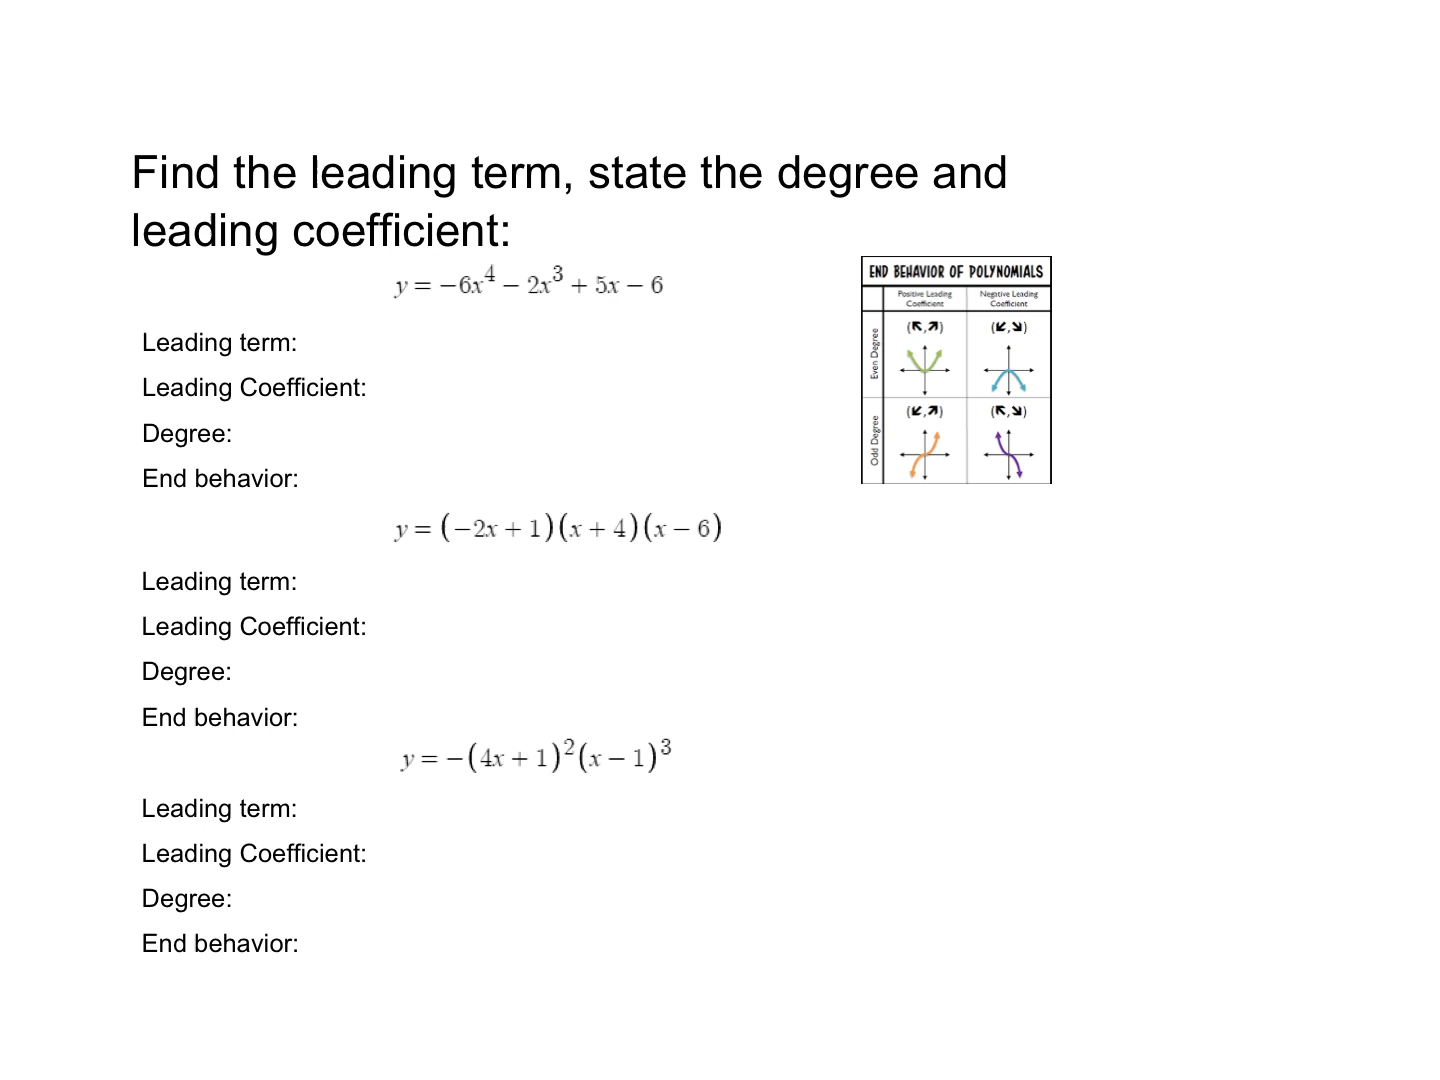 Find the leading term, state the degree and
leading coefficient:
y = −6x⁴ − 2x³ + 5x − 6
END BEHAVIOR OF POLYNOMIALS
Positive Leading Coefficient
Negative Leading Coefficient
Even Degree
(↖,↗)
(↙,↘)
Odd Degree
(↙,↗)
(↖,↘)
Leading term:
Leading Coefficient:
Degree:
End behavior:
y = (−2x + 1)(x + 4)(x − 6)
Leading term:
Leading Coefficient:
Degree:
End behavior:
y = −(4x + 1)²(x − 1)³
Leading term:
Leading Coefficient:
Degree:
End behavior: